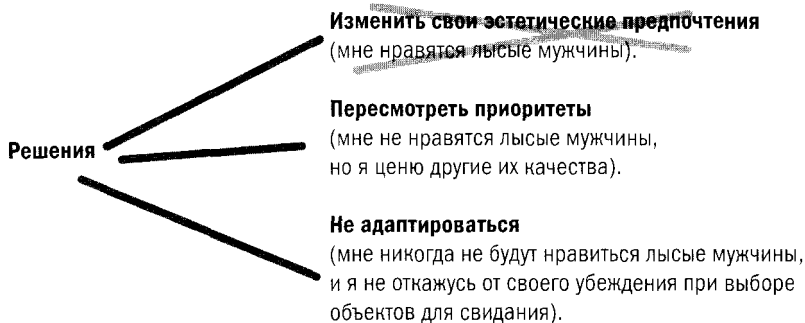 Изменить свои эстетические предпочтения
(мне нравятся лысые мужчины).
Пересмотреть приоритеты
(мне не нравятся лысые мужчины,
но я ценю другие их качества).
Решения
Не адаптироваться
(мне никогда не будут нравиться лысые мужчины,
и я не откажусь от своего убеждения при выборе
объектов для свидания).